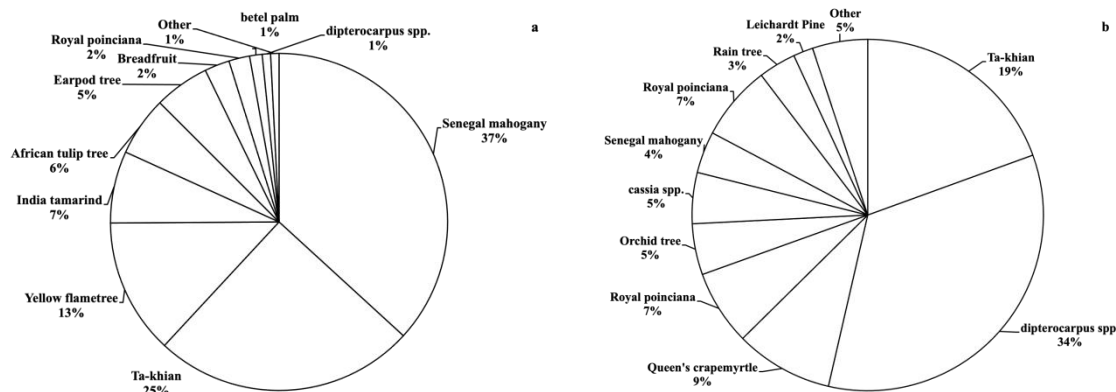 a
betel palm
1%
dipterocarpus spp.
1%
Other
1%
Royal poinciana
2%
Breadfruit
2%
Earpod tree
5%
African tulip tree
6%
India tamarind
7%
Yellow flametree
13%
Ta-khian
25%
Senegal mahogany
37%
b
Other
5%
Leichardt Pine
2%
Rain tree
3%
Royal poinciana
7%
Senegal mahogany
4%
cassia spp.
5%
Orchid tree
5%
Royal poinciana
7%
Queen's crapemyrtle
9%
dipterocarpus spp
34%
Ta-khian
19%